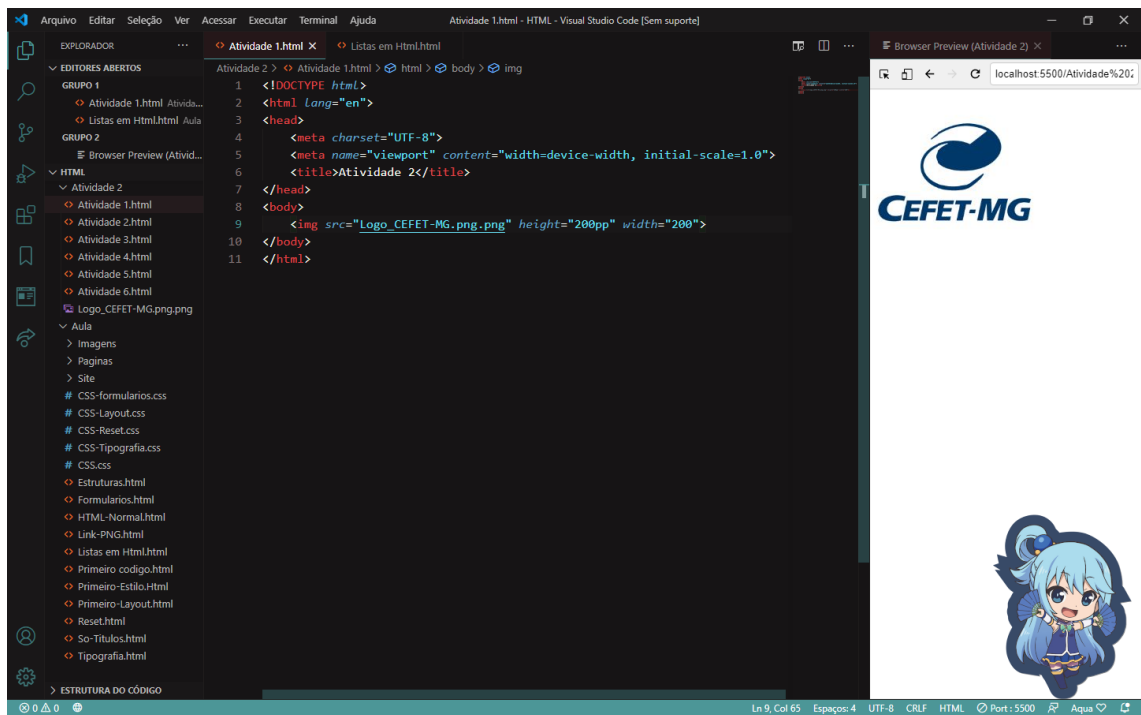 Arquivo Editar Seleção Ver Acessar Executar Terminal Ajuda
Atividade 1.html - HTML - Visual Studio Code [Sem suporte]
EXPLORADOR
EDITORES ABERTOS
GRUPO 1
Atividade 1.html Ativida...
Listas em Html.html Aula
GRUPO 2
Browser Preview (Ativid...
HTML
Atividade 2
Atividade 1.html
Atividade 2.html
Atividade 3.html
Atividade 4.html
Atividade 5.html
Atividade 6.html
Logo_CEFET-MG.png.png
Aula
Imagens
Paginas
Site
# CSS-formularios.css
# CSS-Layout.css
# CSS-Reset.css
# CSS-Tipografia.css
# CSS.css
Estruturas.html
Formularios.html
HTML-Normal.html
Link-PNG.html
Listas em Html.html
Primeiro codigo.html
Primeiro-Estilo.Html
Primeiro-Layout.html
Reset.html
So-Titulos.html
Tipografia.html
ESTRUTURA DO CÓDIGO
Atividade 1.html
Listas em Html.html
Atividade 2 > Atividade 1.html > html > body > img
1 <!DOCTYPE html>
2 <html lang="en">
3 <head>
4 <meta charset="UTF-8">
5 <meta name="viewport" content="width=device-width, initial-scale=1.0">
6 <title>Atividade 2</title>
7 </head>
8 <body>
9 <img src="Logo_CEFET-MG.png.png" height="200pp" width="200">
10 </body>
11 </html>
Browser Preview (Atividade 2)
localhost:5500/Atividade%202
CEFET-MG
0 0
Ln 9, Col 65 Espaços: 4 UTF-8 CRLF HTML Port : 5500 Aqua